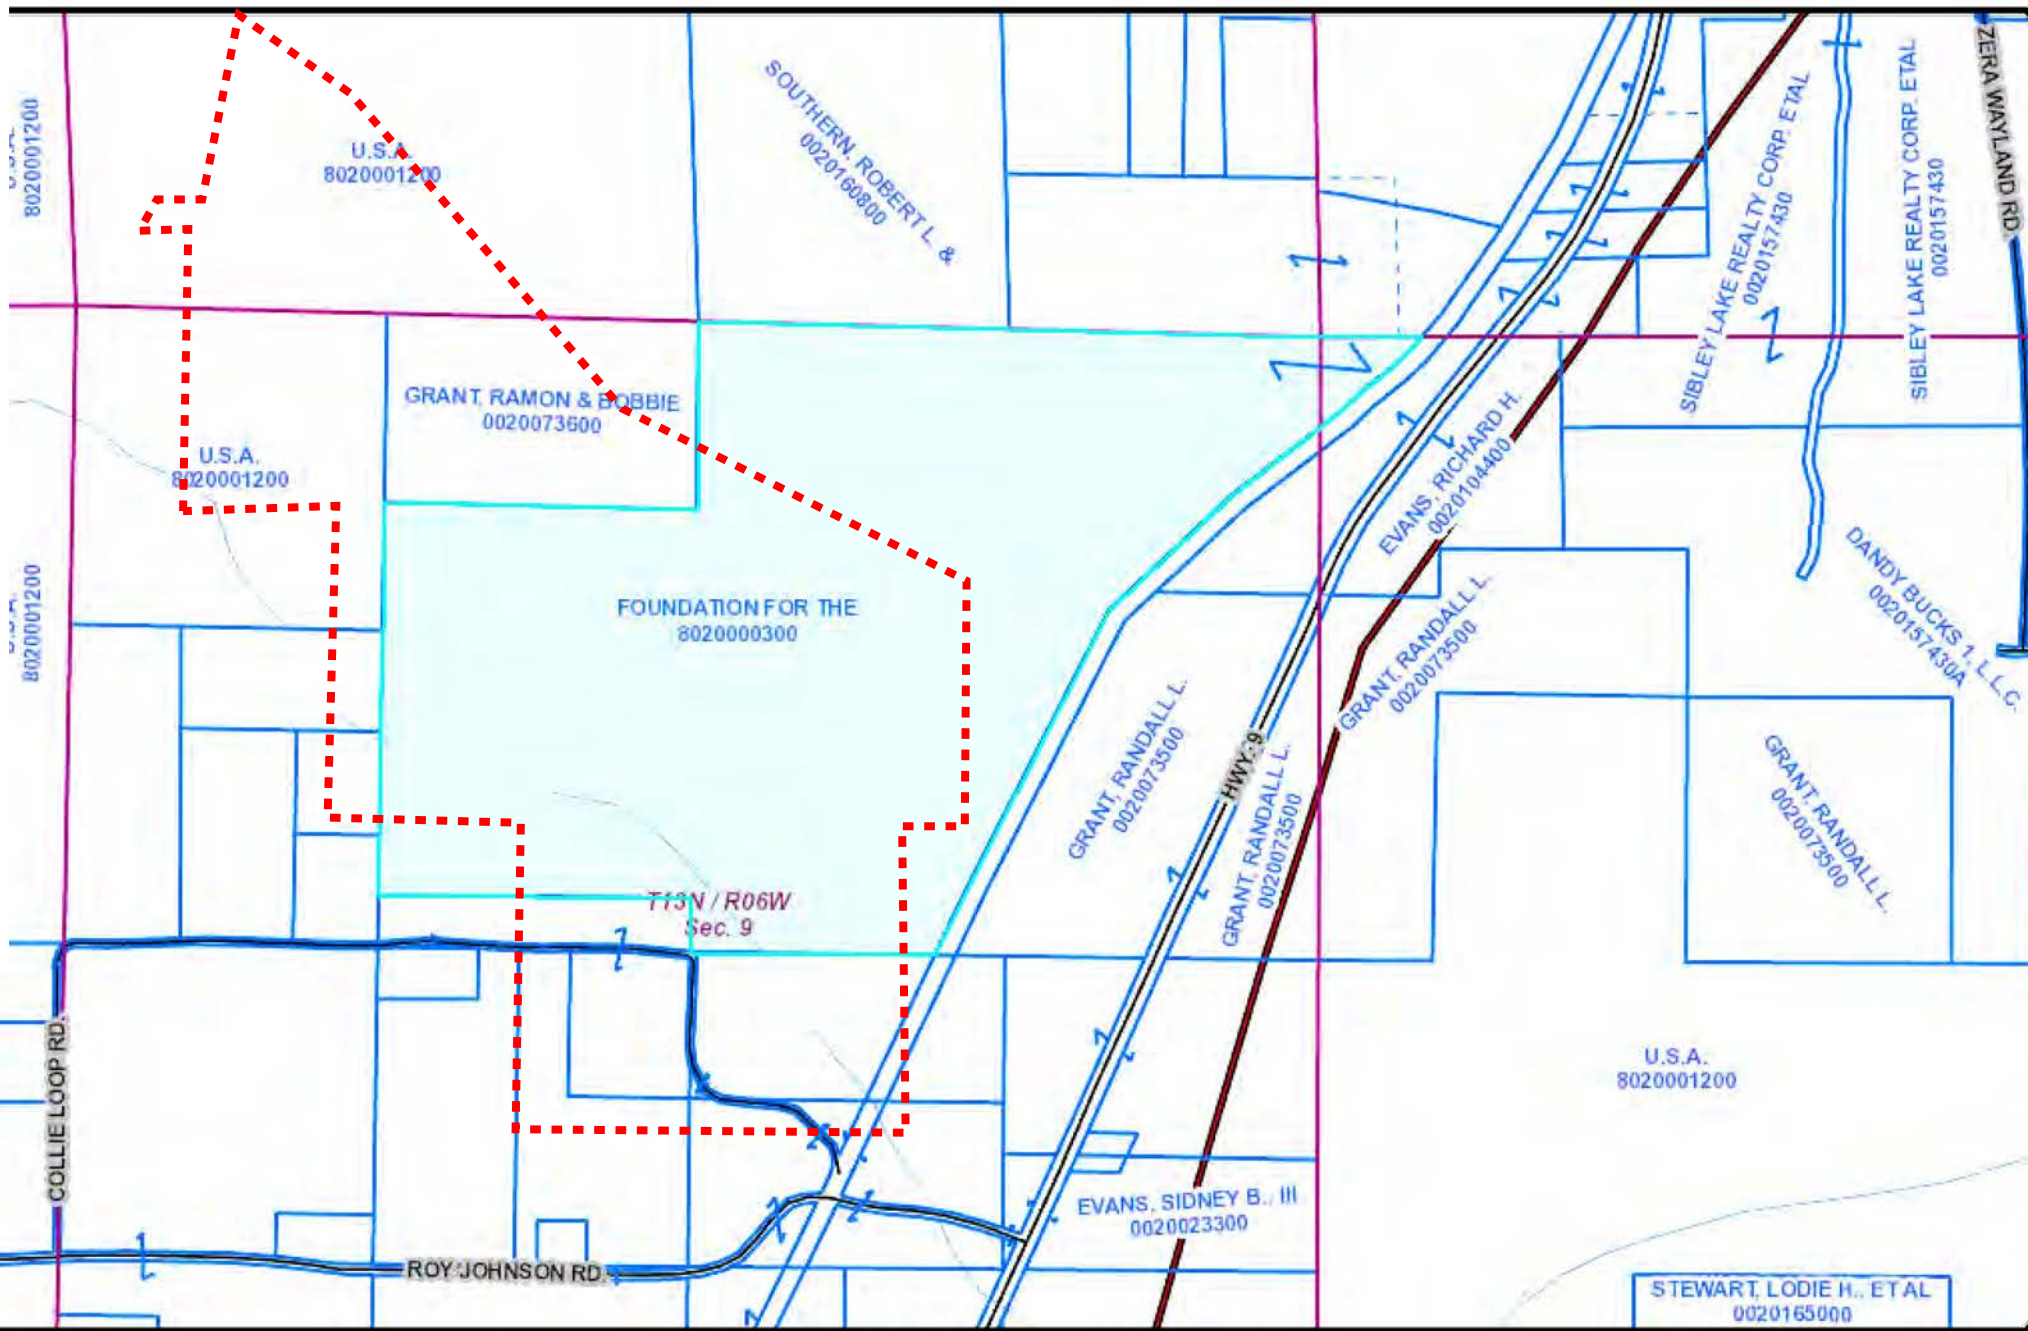 U.S.A.
8020001200
U.S.A.
8020001200
SOUTHERN, ROBERT L. &
0020160800
SIBLEY LAKE REALTY CORP. ETAL
0020157430
SIBLEY LAKE REALTY CORP. ETAL
0020157430
ZERA WAYLAND RD.
GRANT, RAMON & BOBBIE
0020073600
U.S.A.
8020001200
EVANS, RICHARD H.
0020104400
U.S.A.
8020001200
FOUNDATION FOR THE
8020000300
GRANT, RANDALL L.
0020073500
DANDY BUCKS 1, L.L.C.
0020157430A
GRANT, RANDALL L.
0020073500
HWY. 9
GRANT, RANDALL L.
0020073500
GRANT, RANDALL L.
0020073500
T13N / R06W
Sec. 9
COLLIE LOOP RD.
U.S.A.
8020001200
EVANS, SIDNEY B., III
0020023300
ROY JOHNSON RD.
STEWART, LODIE H., ET AL
0020165000